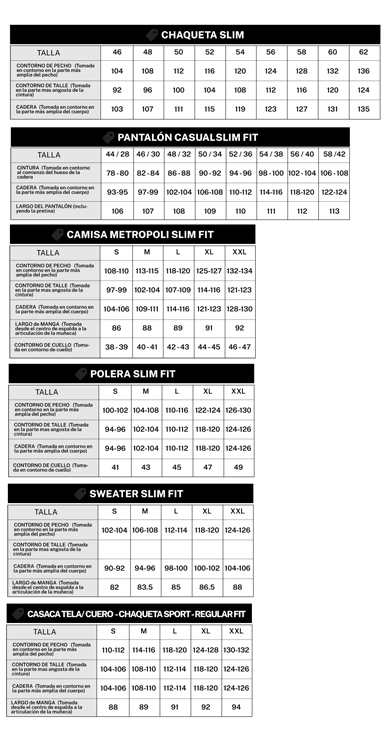 CHAQUETA SLIM
TALLA 46 48 50 52 54 56 58 60 62
CONTORNO DE PECHO (Tomada
en contorno en la parte más
amplia del pecho) 104 108 112 116 120 124 128 132 136
CONTORNO DE TALLE (Tomada
en la parte mas angosta de la
cintura) 92 96 100 104 108 112 116 120 124
CADERA (Tomada en contorno en
la parte más amplia del cuerpo) 103 107 111 115 119 123 127 131 135
PANTALÓN CASUAL SLIM FIT
TALLA 44 / 28 46 / 30 48 / 32 50 / 34 52 / 36 54 / 38 56 / 40 58 / 42
CINTURA (Tomada en contorno
al comienzo del hueso de la
cadera 78 - 80 82 - 84 86 - 88 90 - 92 94 - 96 98 - 100 102 - 104 106 - 108
CADERA (Tomada en contorno en
la parte más amplia del cuerpo) 93-95 97-99 102-104 106-108 110-112 114-116 118-120 122-124
LARGO DEL PANTALÓN (inclu-
yendo la pretina) 106 107 108 109 110 111 112 113
CAMISA METROPOLI SLIM FIT
TALLA S M L XL XXL
CONTORNO DE PECHO (Tomada
en contorno en la parte más
amplia del pecho) 108-110 113-115 118-120 125-127 132-134
CONTORNO DE TALLE (Tomada
en la parte mas angosta de la
cintura) 97-99 102-104 107-109 114-116 121-123
CADERA (Tomada en contorno en
la parte más amplia del cuerpo) 104-106 109-111 114-116 121-123 128-130
LARGO de MANGA (Tomada
desde el centro de espalda a la
articulación de la muñeca) 86 88 89 91 92
CONTORNO DE CUELLO (Toma-
da en contorno de cuello) 38 - 39 40 - 41 42 - 43 44 - 45 46 - 47
POLERA SLIM FIT
TALLA S M L XL XXL
CONTORNO DE PECHO (Tomada
en contorno en la parte más
amplia del pecho) 100-102 104-108 110-116 122-124 126-130
CONTORNO DE TALLE (Tomada
en la parte mas angosta de la
cintura) 94-96 102-104 110-112 118-120 124-126
CADERA (Tomada en contorno en
la parte más amplia del cuerpo) 94-96 102-104 110-112 118-120 124-126
CONTORNO DE CUELLO (Toma-
da en contorno de cuello) 41 43 45 47 49
SWEATER SLIM FIT
TALLA S M L XL XXL
CONTORNO DE PECHO (Tomada
en contorno en la parte más
amplia del pecho) 102-104 106-108 112-114 118-120 124-126
CONTORNO DE TALLE (Tomada
en la parte mas angosta de la
cintura)
CADERA (Tomada en contorno en
la parte más amplia del cuerpo) 90-92 94-96 98-100 100-102 104-106
LARGO de MANGA (Tomada
desde el centro de espalda a la
articulación de la muñeca) 82 83.5 85 86.5 88
CASACA TELA/ CUERO - CHAQUETA SPORT - REGULAR FIT
TALLA S M L XL XXL
CONTORNO DE PECHO (Tomada
en contorno en la parte más
amplia del pecho) 110-112 114-116 118-120 124-128 130-132
CONTORNO DE TALLE (Tomada
en la parte mas angosta de la
cintura) 104-106 108-110 112-114 118-120 124-126
CADERA (Tomada en contorno en
la parte más amplia del cuerpo) 104-106 108-110 112-114 118-120 124-126
LARGO de MANGA (Tomada
desde el centro de espalda a la
articulación de la muñeca) 88 89 91 92 94